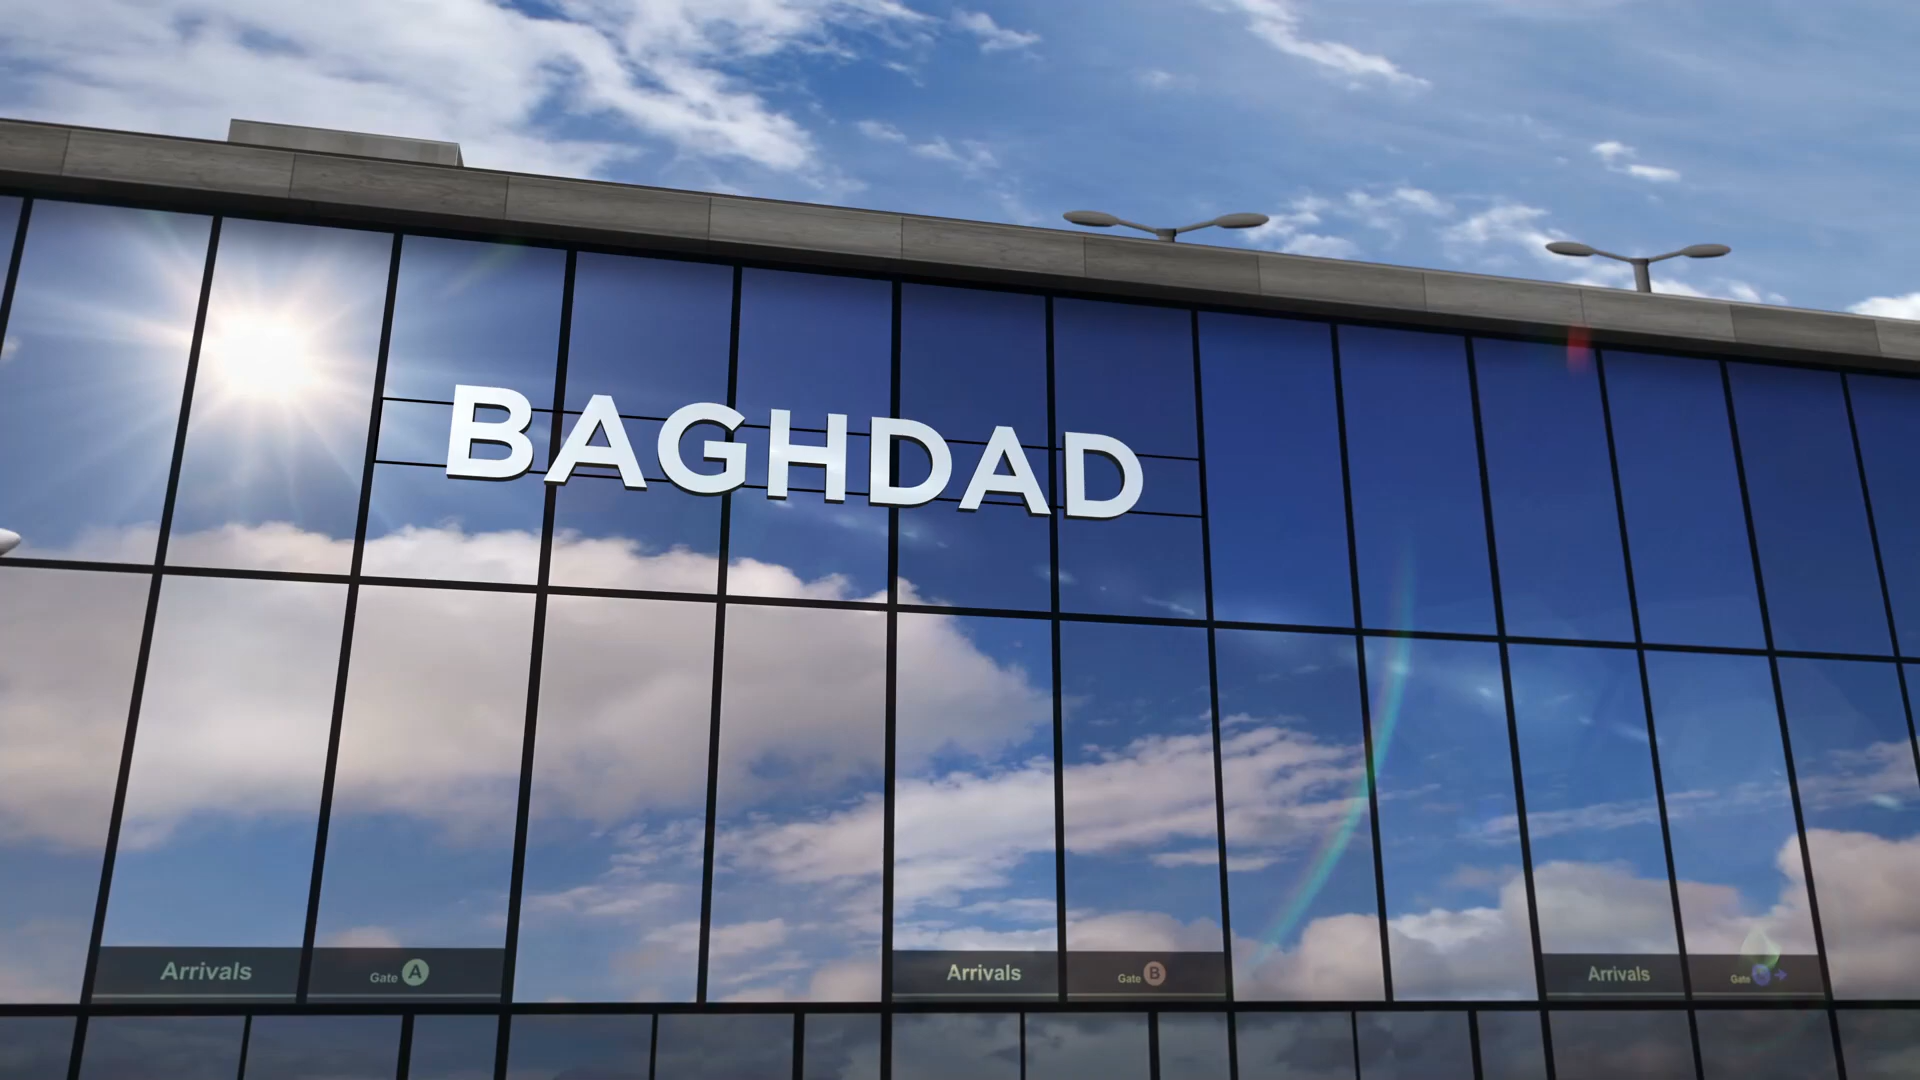 BAGHDAD
Arrivals Gate A
Arrivals Gate B
Arrivals Gate